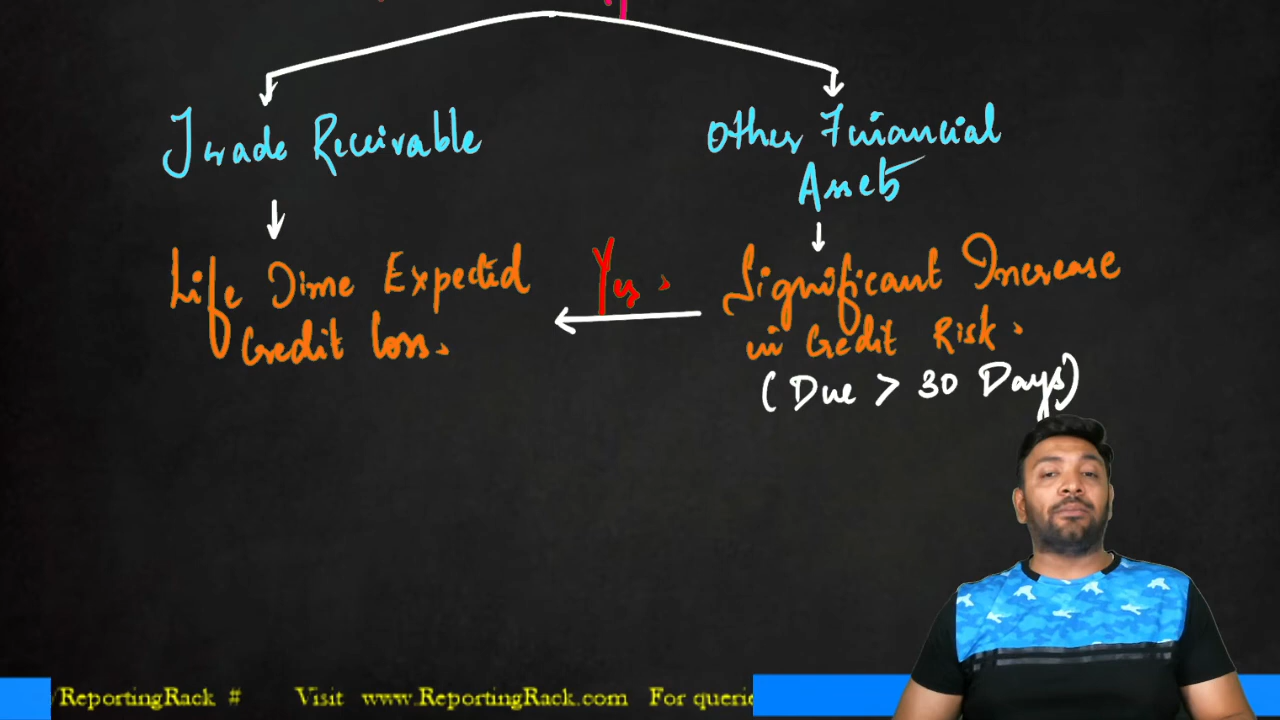 Trade Receivable
Other Financial
Assets
Life Time Expected
Credit loss.
Yes.
Significant Increase
in Credit Risk.
(Due > 30 Days)
/ReportingRack # Visit www.ReportingRack.com For querie